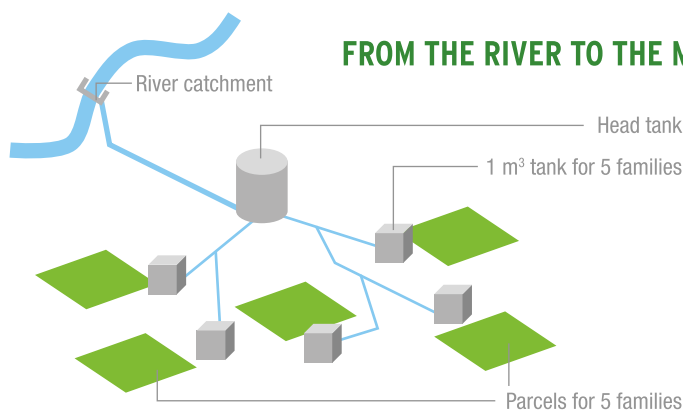 FROM THE RIVER TO THE
River catchment
Head tank
1 m³ tank for 5 families
Parcels for 5 families